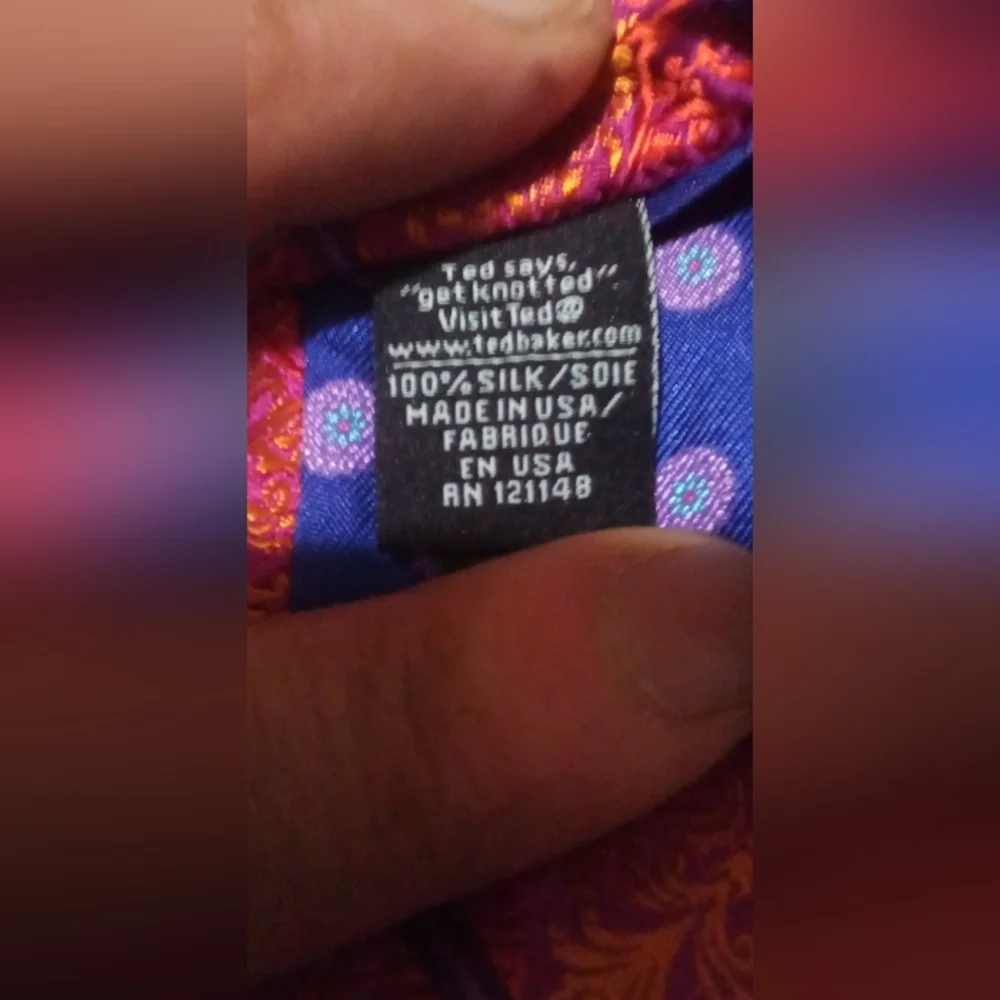 Ted says,
"get knotted".
Visit Ted@
www.tedbaker.com
100% SILK/SOIE
MADE IN USA/
FABRIQUE
EN USA
RN 121148